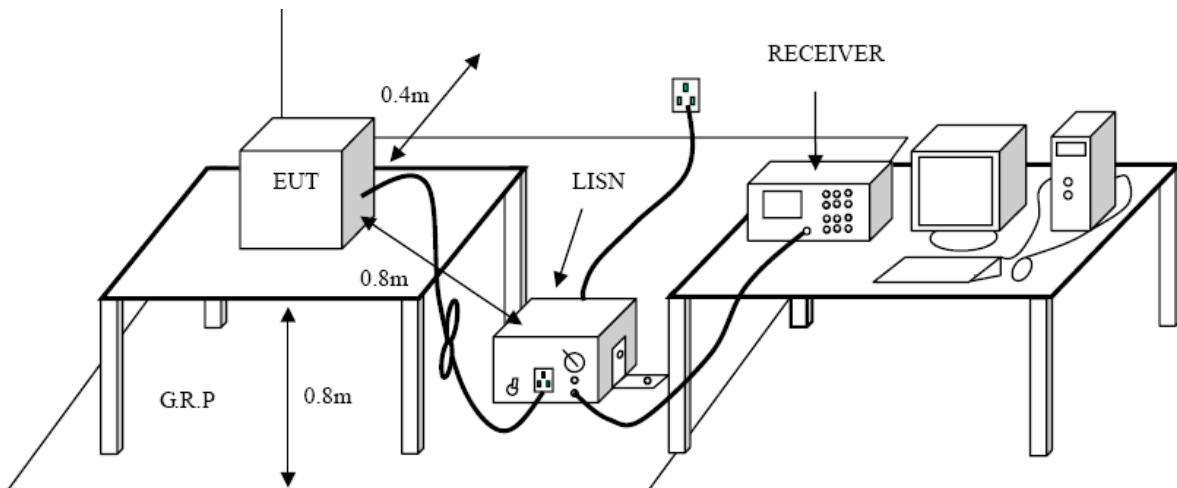 RECEIVER
0.4m
EUT
LISN
0.8m
G.R.P
0.8m